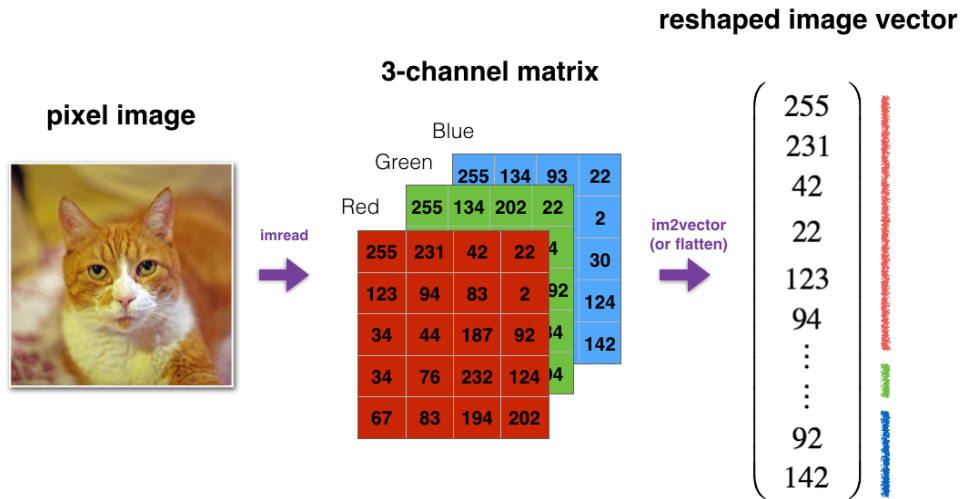 reshaped image vector
3-channel matrix
pixel image
Blue
Green
Red
255 134 93 22
2
30
124
142
255 134 202 22
255 231 42 22
123 94 83 2
34 44 187 92
34 76 232 124
67 83 194 202
imread
im2vector
(or flatten)
255
231
42
22
123
94
92
142